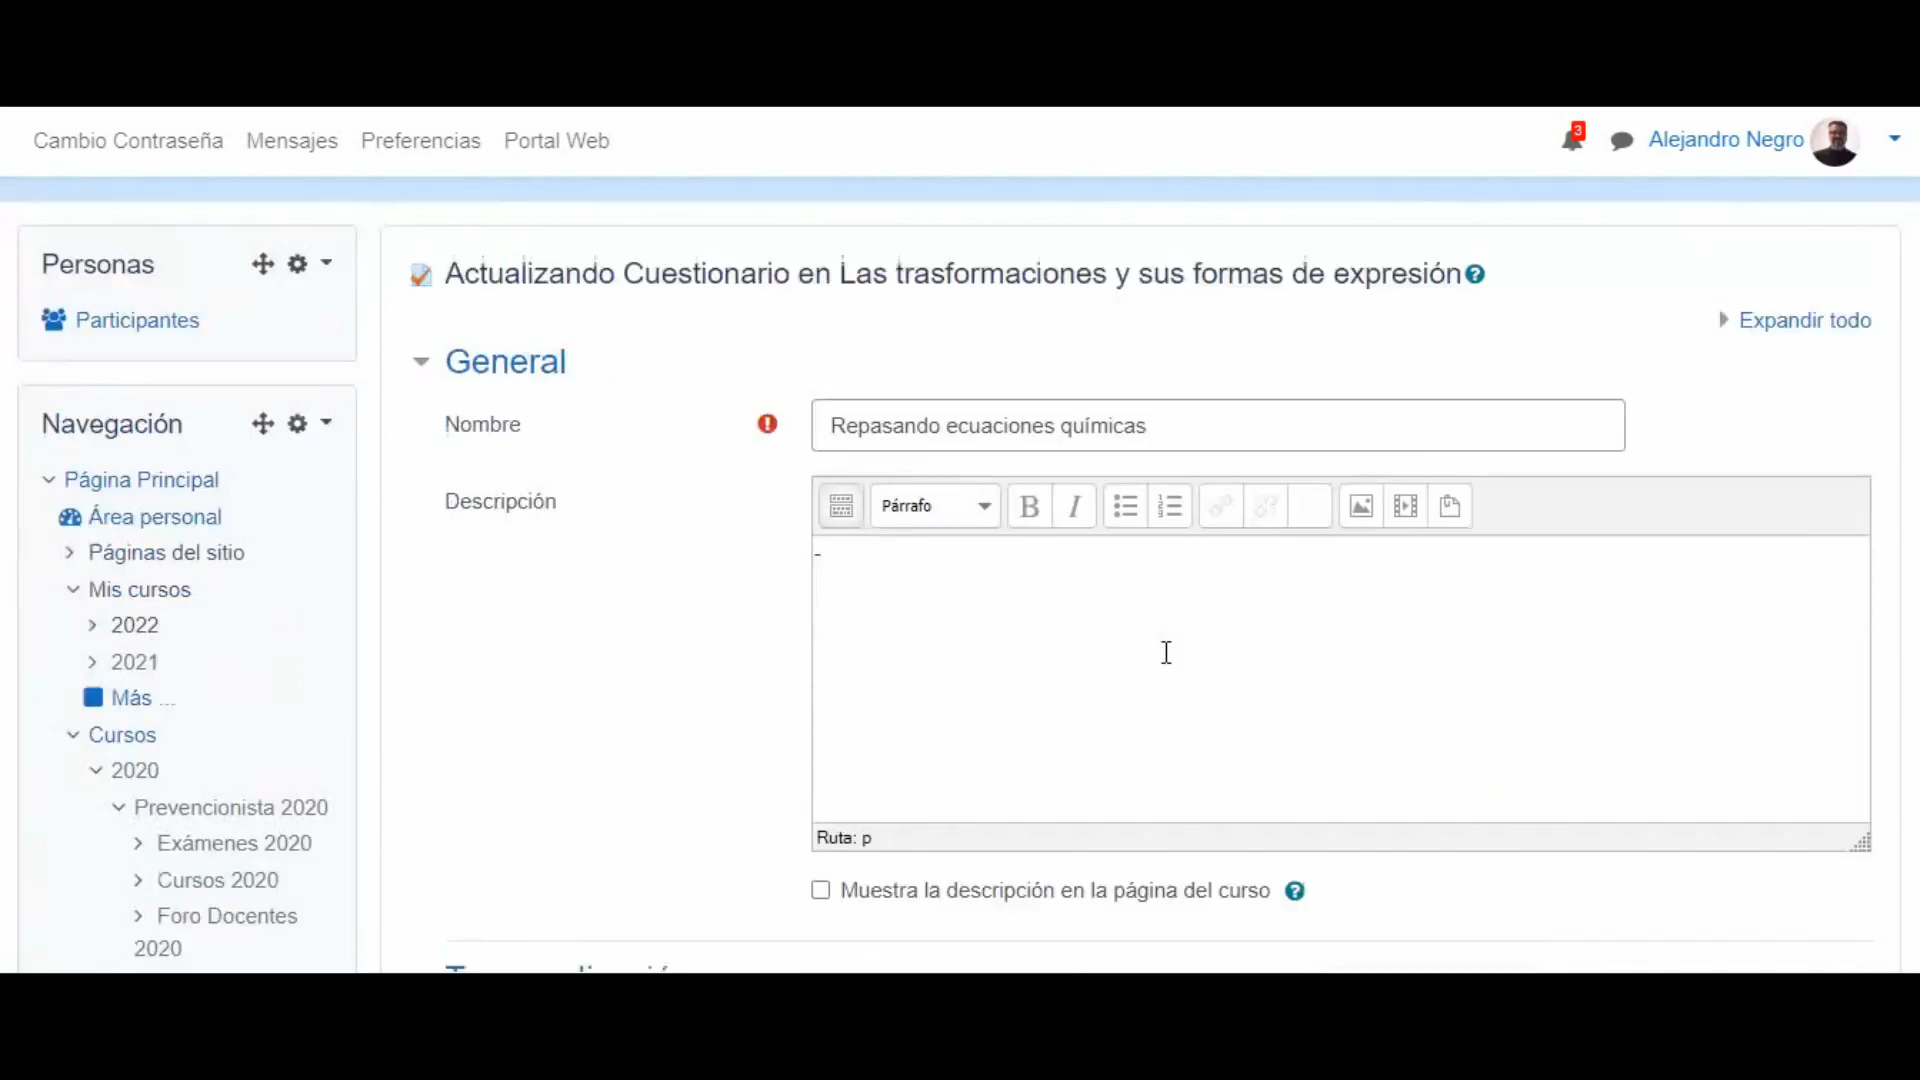 Cambio Contraseña Mensajes Preferencias Portal Web
3
Alejandro Negro
Personas
Participantes
Navegación
Página Principal
Área personal
Páginas del sitio
Mis cursos
2022
2021
Más ...
Cursos
2020
Prevencionista 2020
Exámenes 2020
Cursos 2020
Foro Docentes
2020
Actualizando Cuestionario en Las trasformaciones y sus formas de expresión
Expandir todo
General
Nombre
Repasando ecuaciones químicas
Descripción
Párrafo
B I
-
Ruta: p
Muestra la descripción en la página del curso